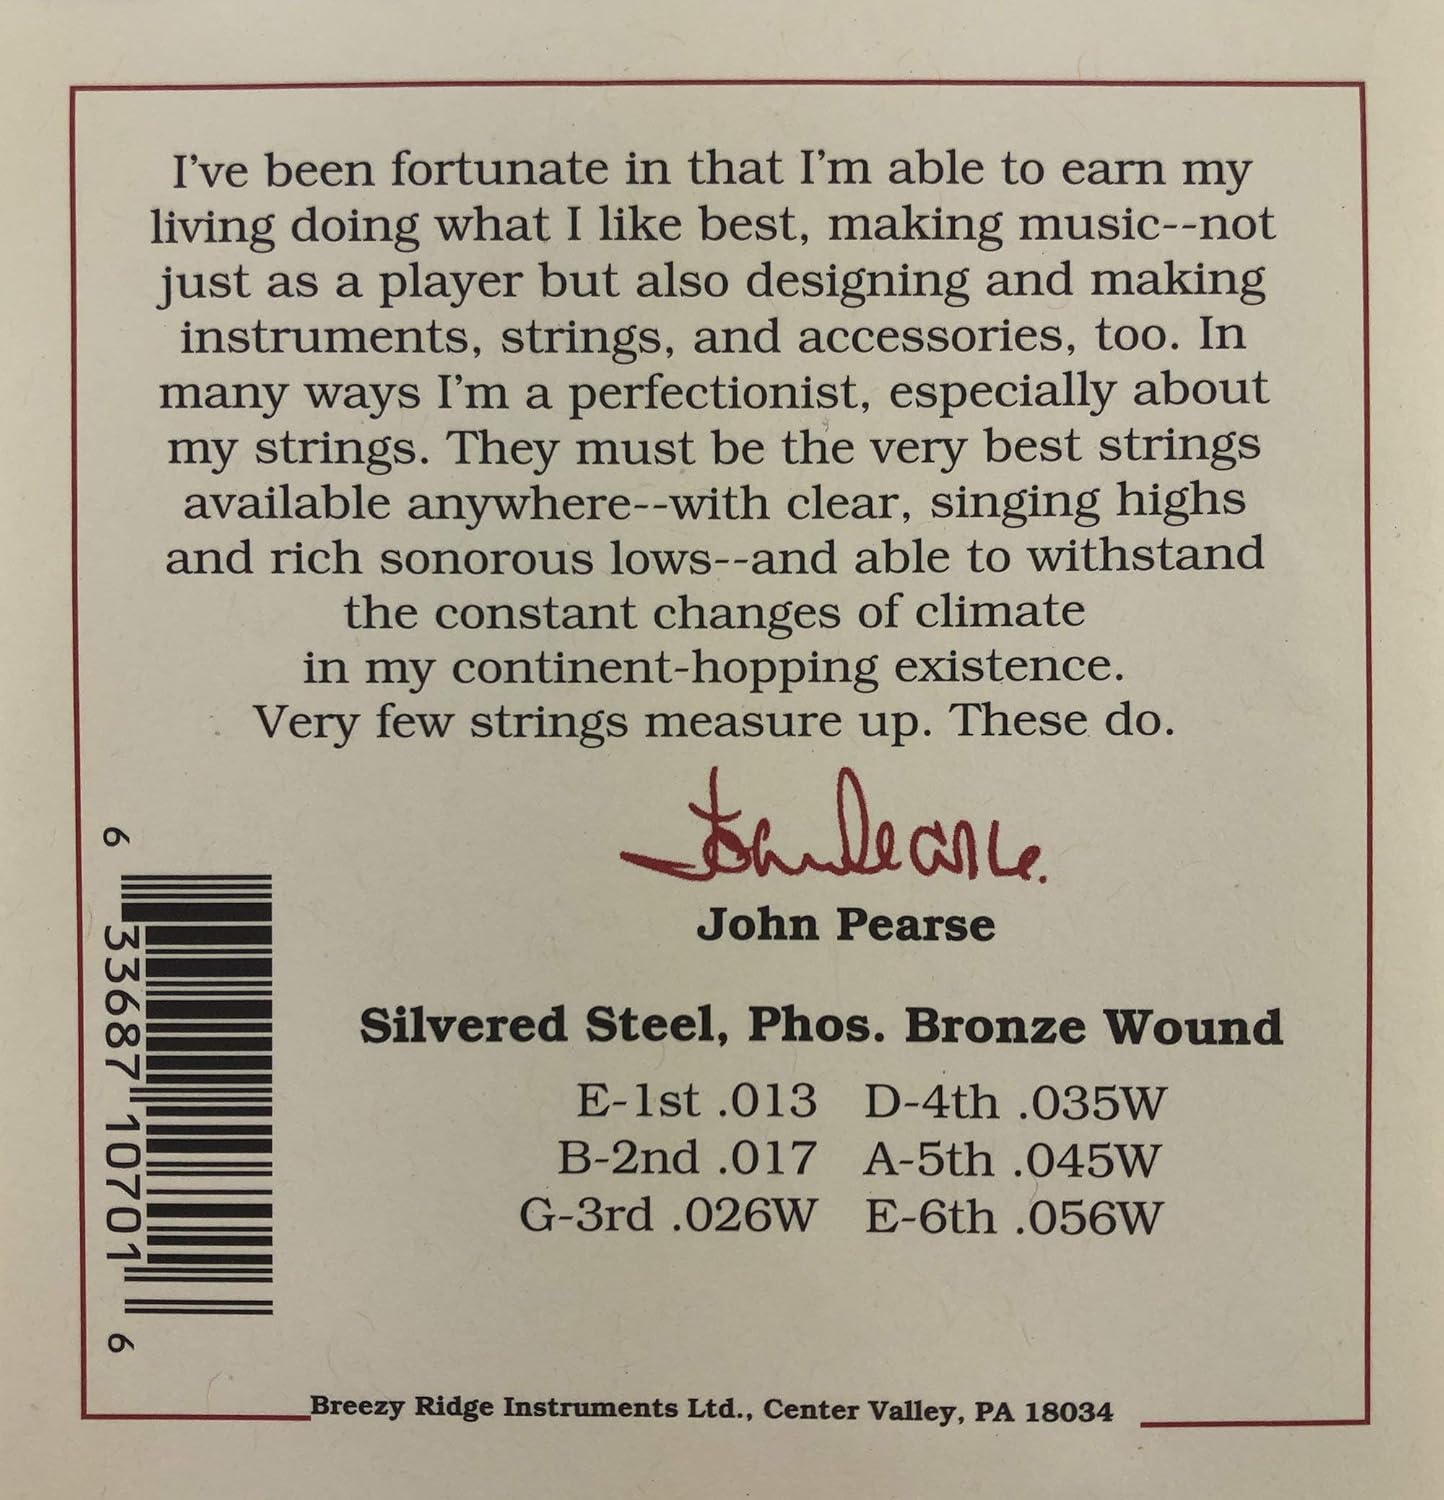 I've been fortunate in that I'm able to earn my
living doing what I like best, making music--not
just as a player but also designing and making
instruments, strings, and accessories, too. In
many ways I'm a perfectionist, especially about
my strings. They must be the very best strings
available anywhere--with clear, singing highs
and rich sonorous lows--and able to withstand
the constant changes of climate
in my continent-hopping existence.
Very few strings measure up. These do.
John Pearse.
John Pearse
Silvered Steel, Phos. Bronze Wound
E-1st .013 D-4th .035W
B-2nd .017 A-5th .045W
G-3rd .026W E-6th .056W
6 33687 10701 6
Breezy Ridge Instruments Ltd., Center Valley, PA 18034